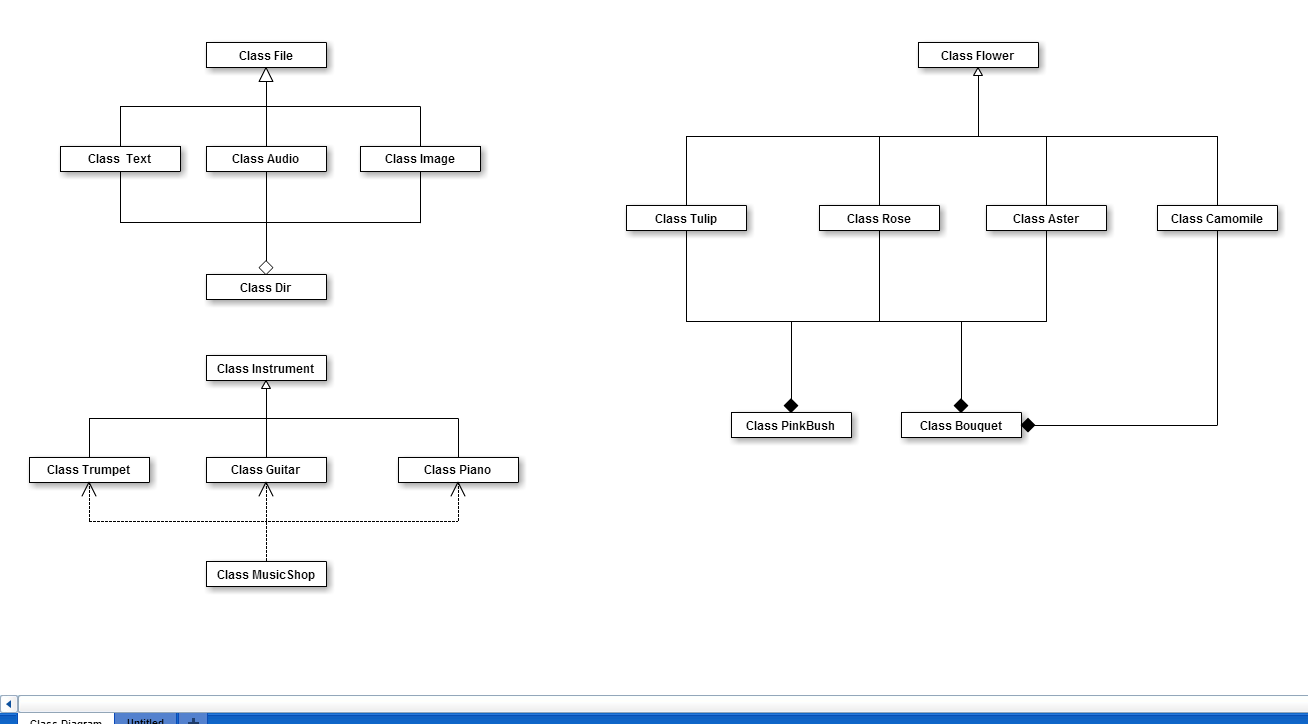 Class File
Class Flower
Class  Text
Class Audio
Class Image
Class Tulip
Class Rose
Class Aster
Class Camomile
Class Dir
Class Instrument
Class PinkBush
Class Bouquet
Class Trumpet
Class Guitar
Class Piano
Class MusicShop
Class Diagram
Untitled